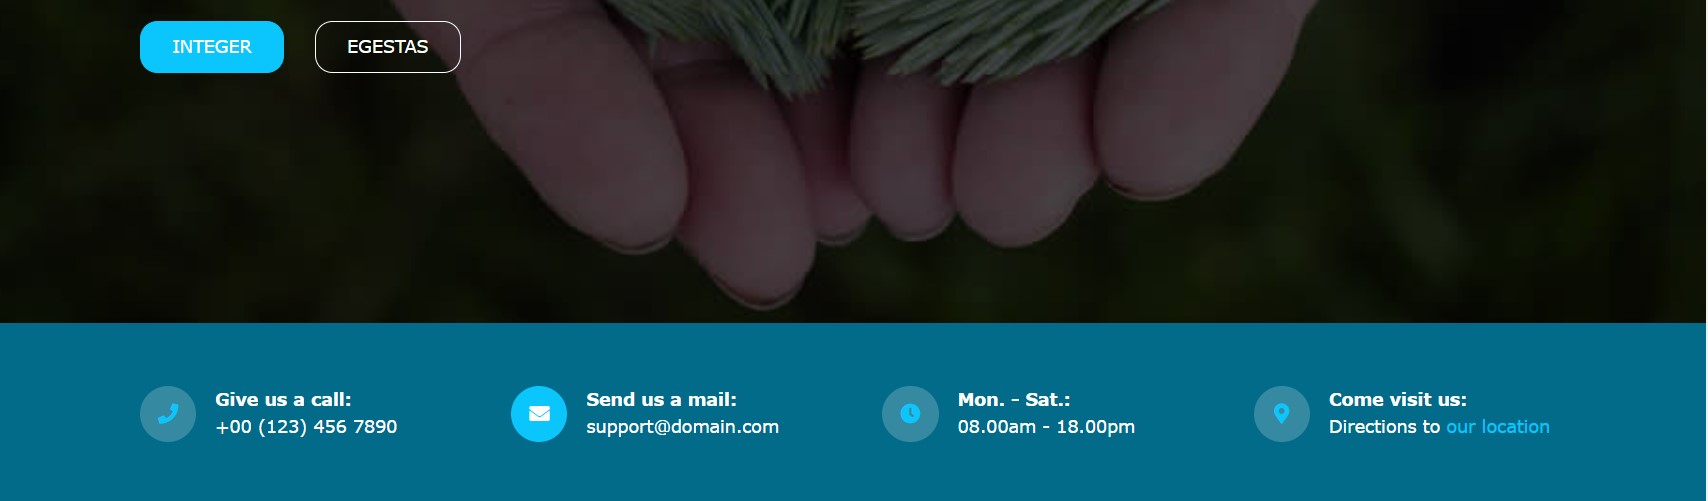 INTEGER
EGESTAS
Give us a call:
+00 (123) 456 7890
Send us a mail:
support@domain.com
Mon. - Sat.:
08.00am - 18.00pm
Come visit us:
Directions to our location